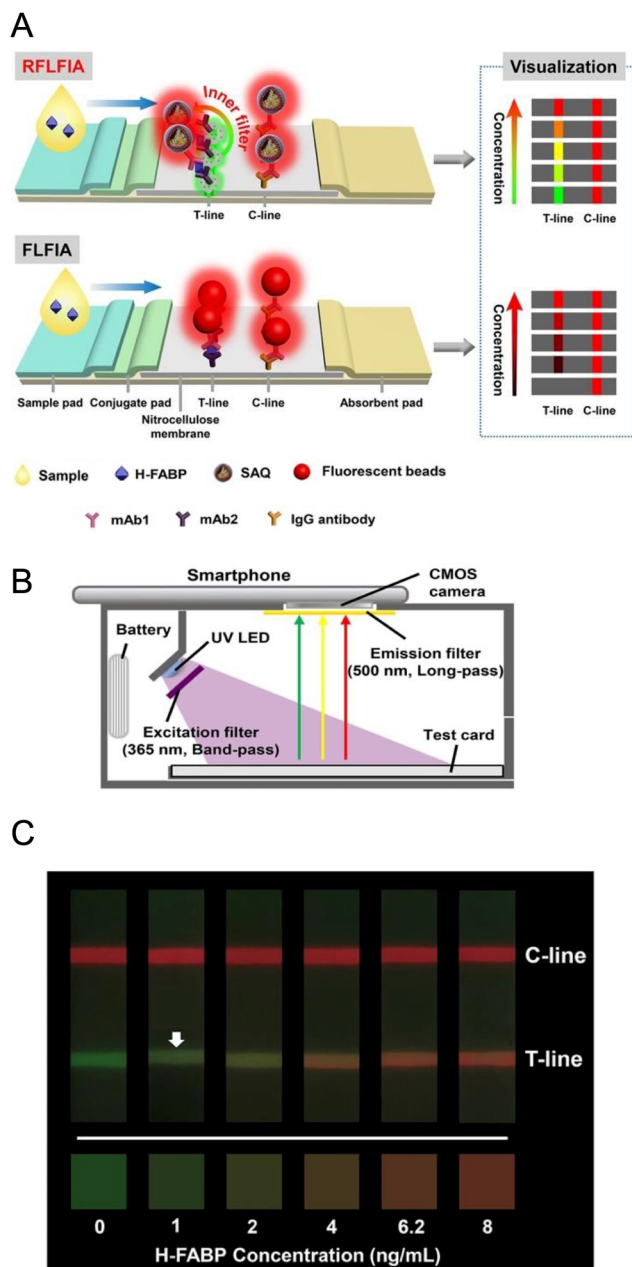 A
RFLFIA
Inner filter
T-line
C-line
Visualization
Concentration
T-line
C-line
FLFIA
Sample pad
Conjugate pad
Nitrocellulose
membrane
T-line
C-line
Absorbent pad
Concentration
T-line
C-line
Sample
H-FABP
SAQ
Fluorescent beads
mAb1
mAb2
IgG antibody
B
Smartphone
CMOS
camera
Battery
UV LED
Emission filter
(500 nm, Long-pass)
Excitation filter
(365 nm, Band-pass)
Test card
C
C-line
T-line
0 1 2 4 6.2 8
H-FABP Concentration (ng/mL)